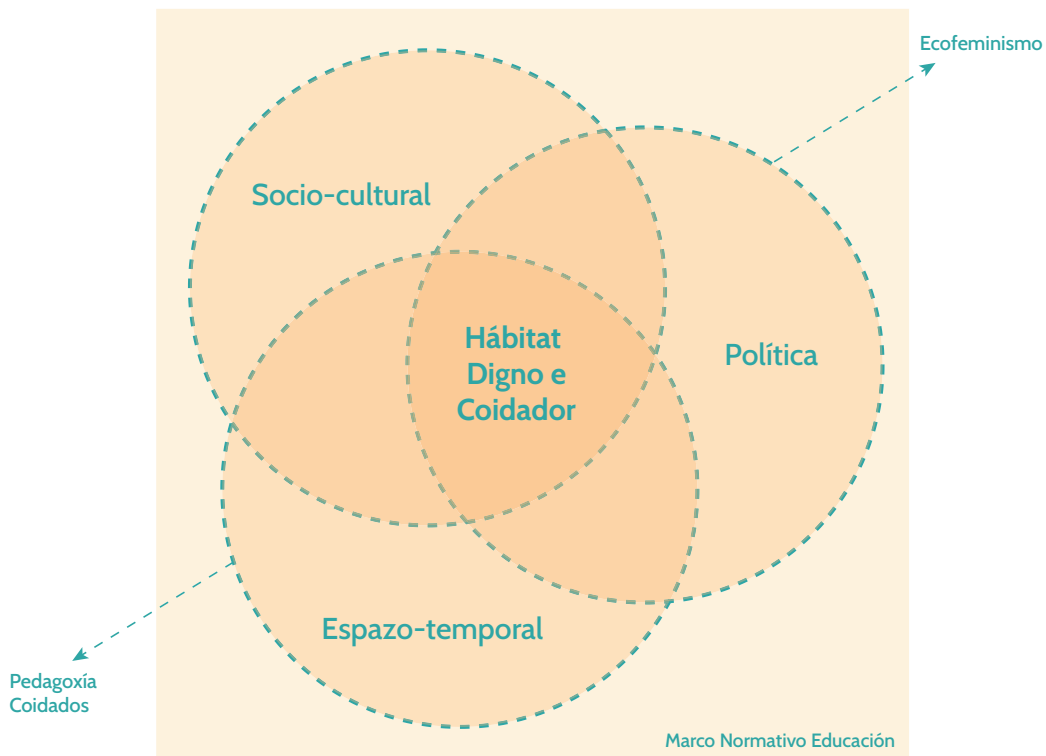 Ecofeminismo
Socio-cultural
Hábitat
Digno e
Coidador
Política
Espazo-temporal
Pedagoxía
Coidados
Marco Normativo Educación